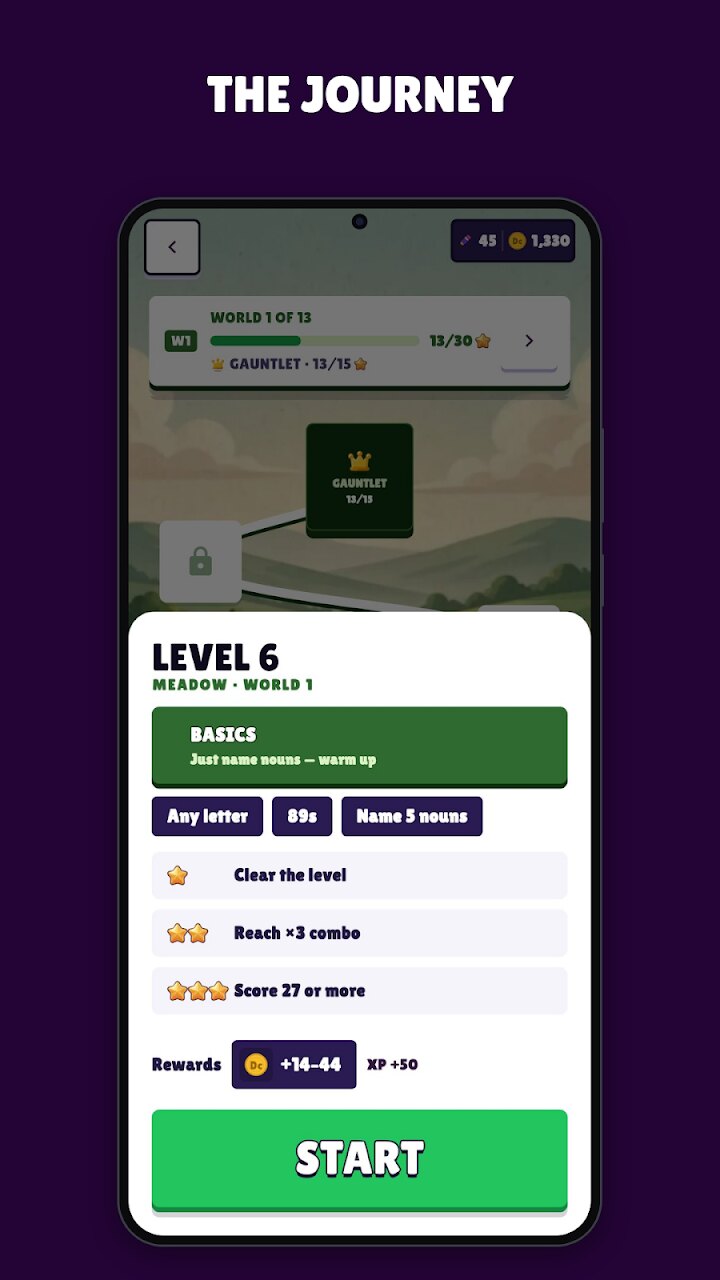 THE JOURNEY
45 Dc 1,330
WORLD 1 OF 13
W1 13/30
GAUNTLET · 13/15
GAUNTLET
13/15
LEVEL 6
MEADOW · WORLD 1
BASICS
Just name nouns — warm up
Any letter 89s Name 5 nouns
Clear the level
Reach ×3 combo
Score 27 or more
Rewards Dc +14–44 XP +50
START